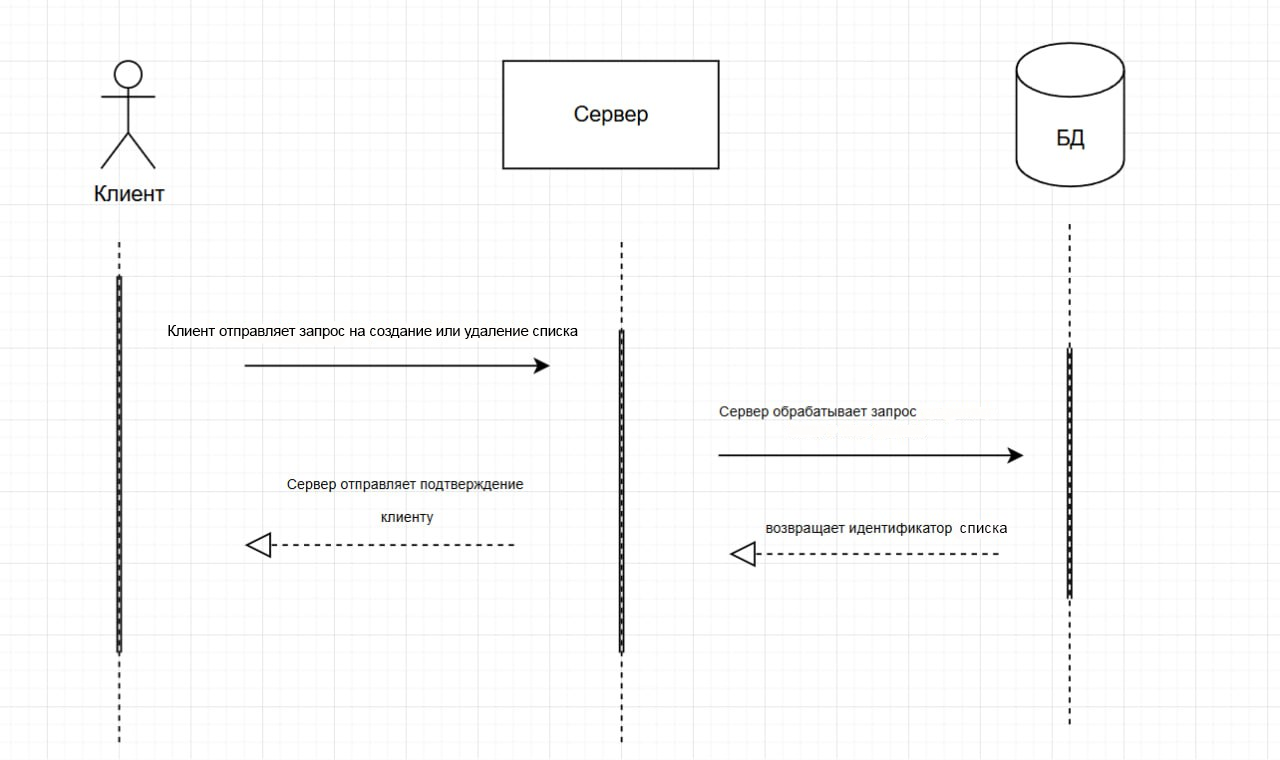 Клиент
Сервер
БД
Клиент отправляет запрос на создание или удаление списка
Сервер обрабатывает запрос
Сервер отправляет подтверждение
клиенту
возвращает идентификатор списка